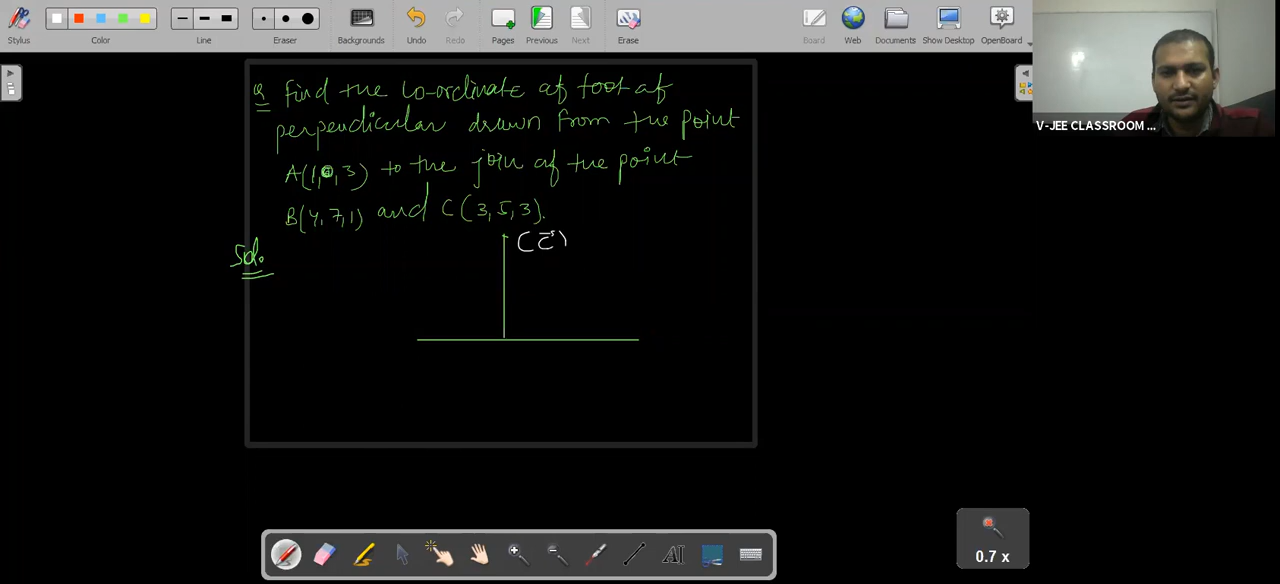 Stylus
Color
Line
Eraser
Backgrounds
Undo
Redo
Pages
Previous
Next
Erase
Board
Web
Documents
Show Desktop
OpenBoard
V-JEE CLASSROOM ...
Q Find the co-ordinate of foot of
perpendicular drawn from the point
A(1, , 3) to the join of the point
B(4, 7, 1) and C(3, 5, 3).
Sol.
0.7 x